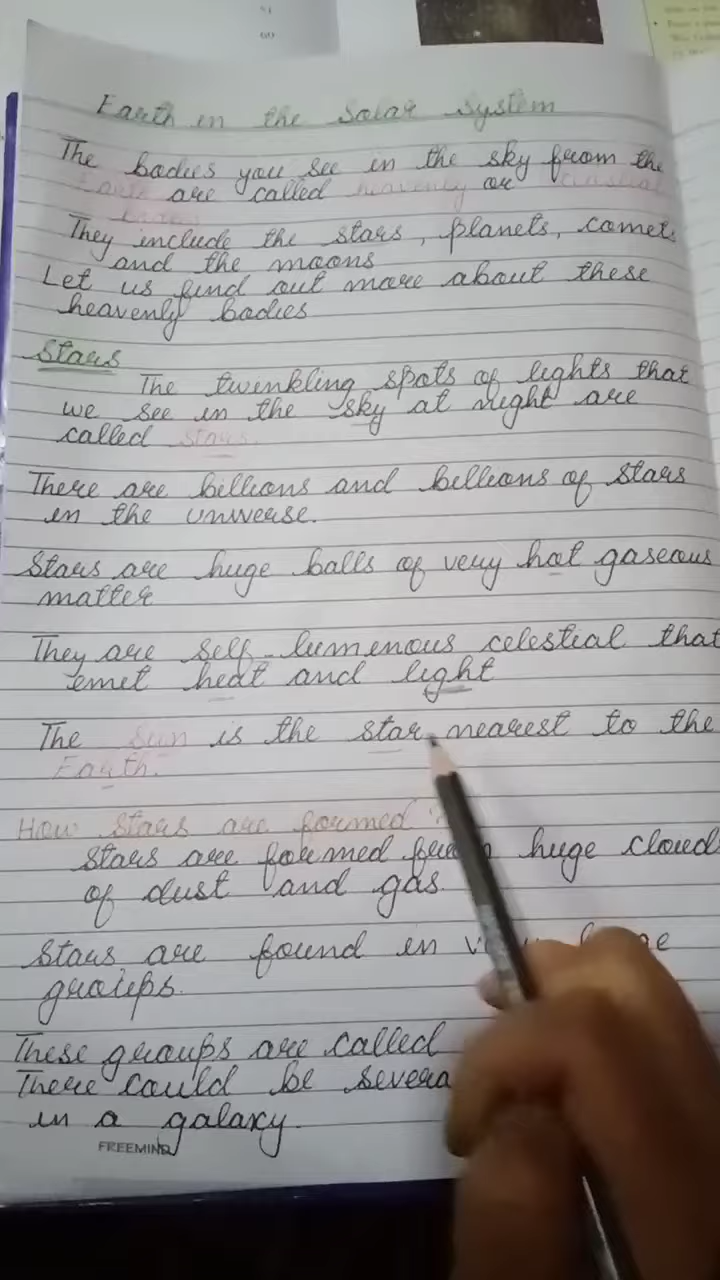 Earth in the Solar System
The bodies you see in the sky from the
Earth are called heavenly or
They include the stars, planets, comets
and the moons
Let us find out more about these
heavenly bodies
Stars
The twinkling spots of lights that
we see in the sky at night are
called stars.
There are billions and billions of stars
in the universe.
Stars are huge balls of very hot gaseous
matter
They are self-luminous celestial that
emit heat and light
The Sun is the star nearest to the
Earth.
How stars are formed
Stars are formed from huge cloud
of dust and gas.
Stars are found in
groups.
These groups are called
There could be severa
in a galaxy
FREEMIND